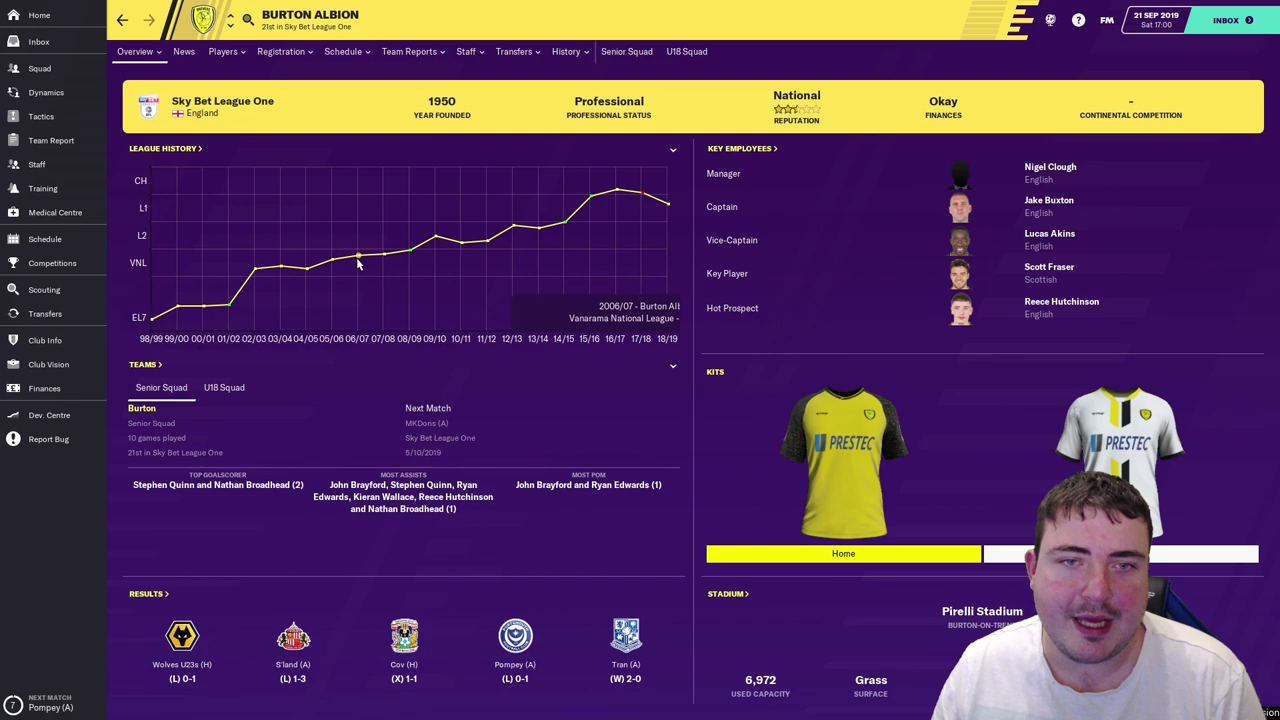 Home
Inbox
Squad
Dynamics
Tactics
Team Report
Staff
Training
Medical Centre
Schedule
Competitions
Scouting
Transfers
Club Info
Club Vision
Finances
Dev. Centre
Report Bug
NEXT MATCH
Pompey (A)
BURTON ALBION
21st in Sky Bet League One
FM
21 SEP 2019
Sat 17:00
INBOX
Overview
News
Players
Registration
Schedule
Team Reports
Staff
Transfers
History
Senior Squad
U18 Squad
Sky Bet League One
England
1950
YEAR FOUNDED
Professional
PROFESSIONAL STATUS
National
REPUTATION
Okay
FINANCES
-
CONTINENTAL COMPETITION
LEAGUE HISTORY >
CH
L1
L2
VNL
EL7
2006/07 - Burton Alb
Vanarama National League -
98/99 99/00 00/01 01/02 02/03 03/04 04/05 05/06 06/07 07/08 08/09 09/10 10/11 11/12 12/13 13/14 14/15 15/16 16/17 17/18 18/19
TEAMS >
Senior Squad U18 Squad
Burton
Senior Squad
10 games played
21st in Sky Bet League One
Next Match
MKDons (A)
Sky Bet League One
5/10/2019
TOP GOALSCORER
Stephen Quinn and Nathan Broadhead (2)
MOST ASSISTS
John Brayford, Stephen Quinn, Ryan
Edwards, Kieran Wallace, Reece Hutchinson
and Nathan Broadhead (1)
MOST POM
John Brayford and Ryan Edwards (1)
RESULTS >
Wolves U23s (H)
(L) 0-1
S'land (A)
(L) 1-3
Cov (H)
(X) 1-1
Pompey (A)
(L) 0-1
Tran (A)
(W) 2-0
KEY EMPLOYEES >
Manager
Nigel Clough
English
Captain
Jake Buxton
English
Vice-Captain
Lucas Akins
English
Key Player
Scott Fraser
Scottish
Hot Prospect
Reece Hutchinson
English
KITS
PRESTEC
PRESTEC
Home
STADIUM >
Pirelli Stadium
BURTON-ON-TREN
6,972
USED CAPACITY
Grass
SURFACE